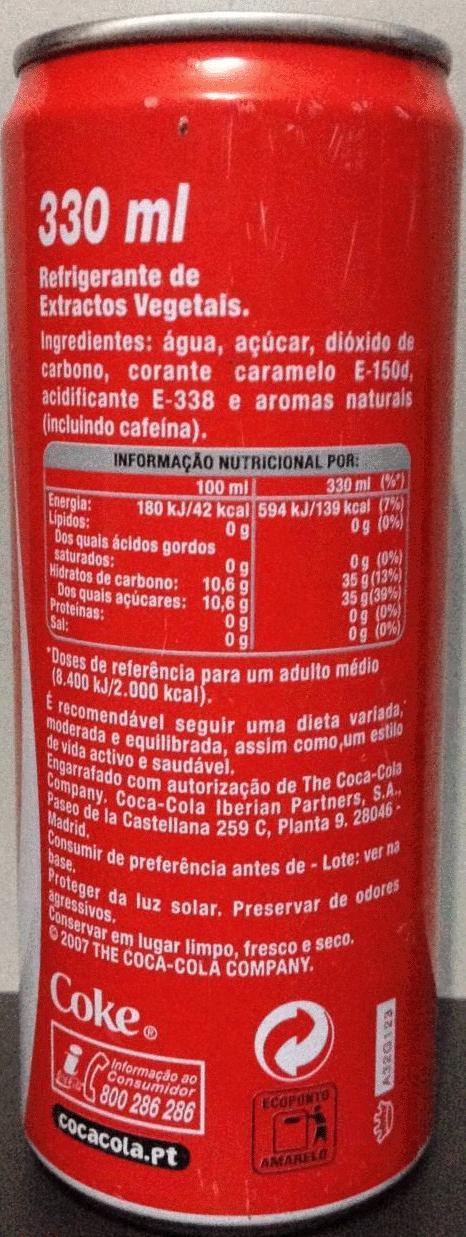 330 ml
Refrigerante de
Extractos Vegetais.
Ingredientes: água, açúcar, dióxido de
carbono, corante caramelo E-150d,
acidificante E-338 e aromas naturais
(incluindo cafeína).
INFORMAÇÃO NUTRICIONAL POR:
100 ml 330 ml (%*)
Energia: 180 kJ/42 kcal 594 kJ/139 kcal (7%)
Lípidos: 0 g 0 g (0%)
Dos quais ácidos gordos
saturados: 0 g 0 g (0%)
Hidratos de carbono: 10,6 g 35 g (13%)
Dos quais açúcares: 10,6 g 35 g (39%)
Proteínas: 0 g 0 g (0%)
Sal: 0 g 0 g (0%)
*Doses de referência para um adulto médio
(8.400 kJ/2.000 kcal).
É recomendável seguir uma dieta variada,
moderada e equilibrada, assim como um estilo
de vida activo e saudável.
Engarrafado com autorização de The Coca-Cola
Company. Coca-Cola Iberian Partners, S.A.,
Paseo de la Castellana 259 C, Planta 9. 28046 -
Madrid.
Consumir de preferência antes de - Lote: ver na
base.
Proteger da luz solar. Preservar de odores
agressivos.
Conservar em lugar limpo, fresco e seco.
© 2007 THE COCA-COLA COMPANY.
Coke®
Informação ao
Consumidor
800 286 286
cocacola.pt
ECOPONTO
AMARELO
A32G123